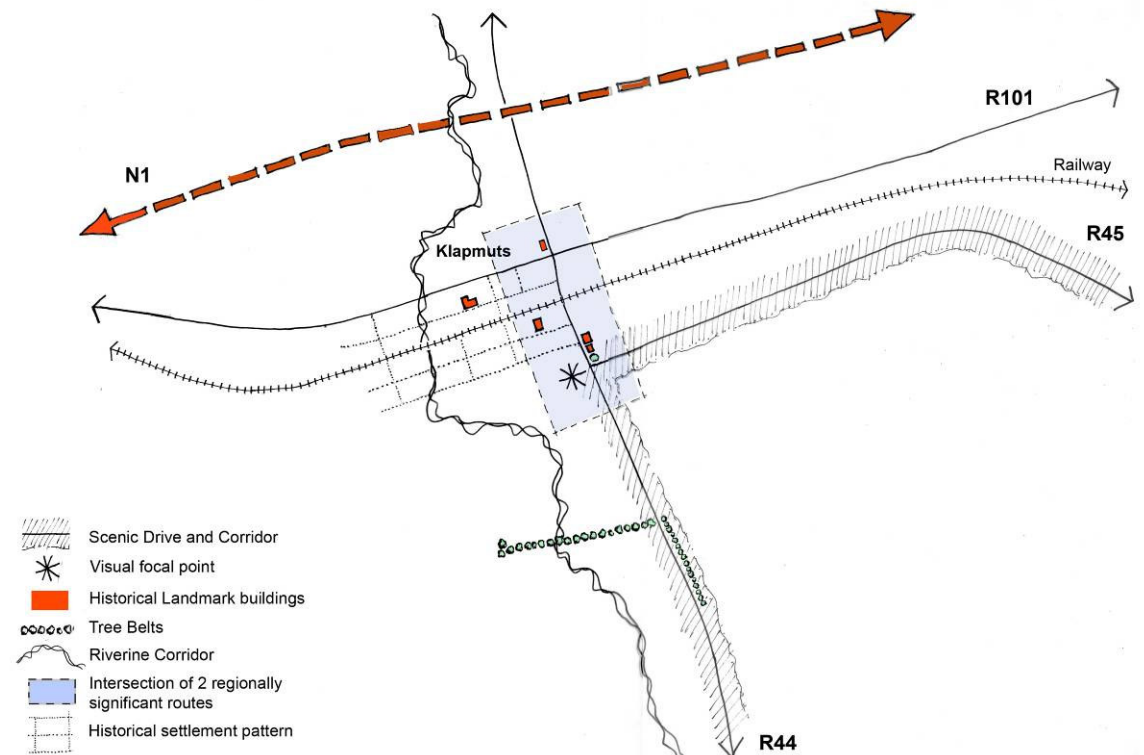 R101
N1
Railway
R45
Klapmuts
Scenic Drive and Corridor
Visual focal point
Historical Landmark buildings
Tree Belts
Riverine Corridor
Intersection of 2 regionally
significant routes
Historical settlement pattern
R44